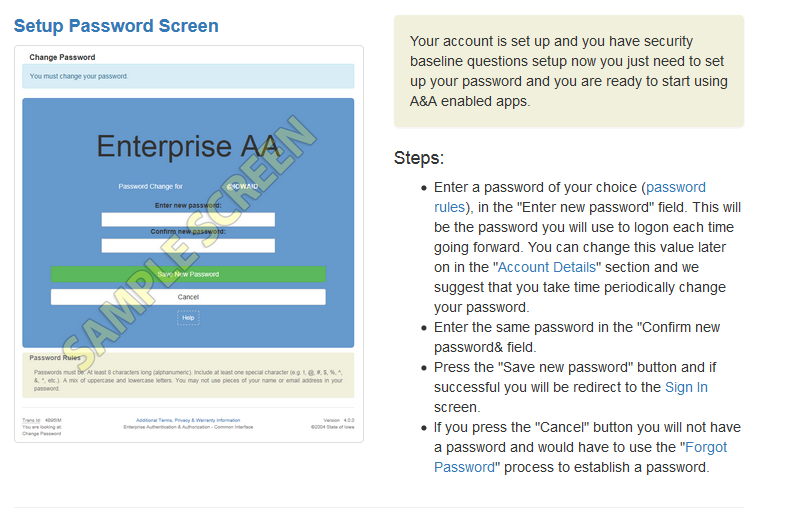 Setup Password Screen
Change Password
You must change your password.
Enterprise AA
Password Change for
Enter new password:
Confirm new password:
Save New Password
Cancel
Help
SAMPLE SCREEN
Password Rules
Passwords must be: At least 8 characters long (alphanumeric). Include at least one special character (e.g. !, @, #, $, %, ^,
&, *, etc.). A mix of uppercase and lowercase letters. You may not use pieces of your name or email address in your
password.
Trans Id: 4895IM
You are looking at:
Change Password
Additional Terms, Privacy & Warranty Information
Enterprise Authentication & Authorization - Common Interface
Version 4.0.0
©2004 State of Iowa
Your account is set up and you have security
baseline questions setup now you just need to set
up your password and you are ready to start using
A&A enabled apps.
Steps:
Enter a password of your choice (password
rules), in the "Enter new password" field. This will
be the password you will use to logon each time
going forward. You can change this value later
on in the "Account Details" section and we
suggest that you take time periodically change
your password.
Enter the same password in the "Confirm new
password& field.
Press the "Save new password" button and if
successful you will be redirect to the Sign In
screen.
If you press the "Cancel" button you will not have
a password and would have to use the "Forgot
Password" process to establish a password.